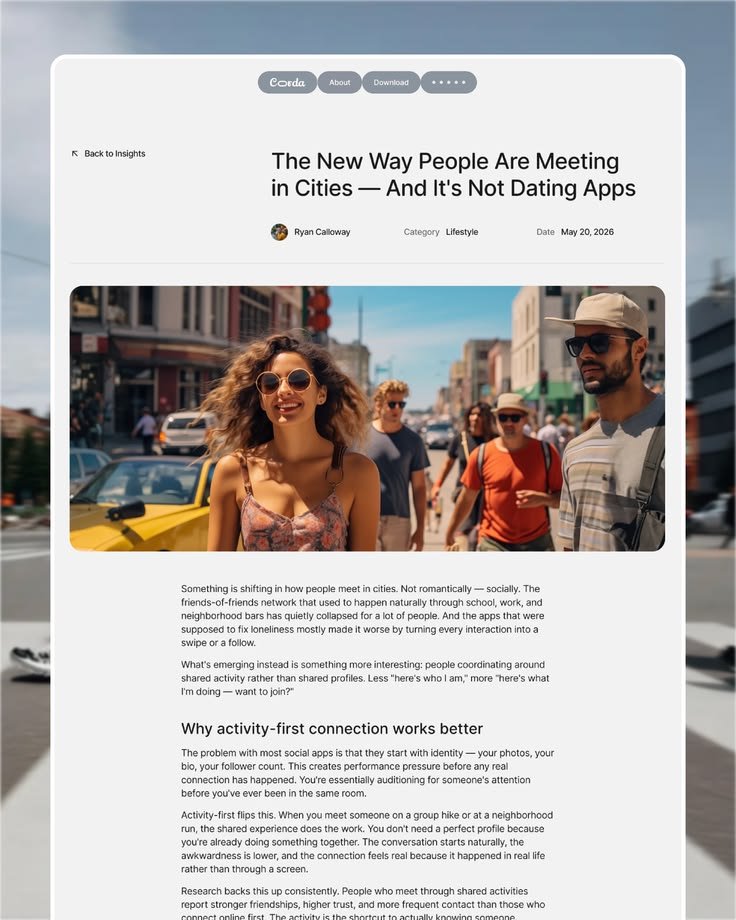 Corda
About
Download
Back to Insights
The New Way People Are Meeting
in Cities — And It's Not Dating Apps
Ryan Calloway
Category Lifestyle
Date May 20, 2026
Something is shifting in how people meet in cities. Not romantically — socially. The
friends-of-friends network that used to happen naturally through school, work, and
neighborhood bars has quietly collapsed for a lot of people. And the apps that were
supposed to fix loneliness mostly made it worse by turning every interaction into a
swipe or a follow.
What's emerging instead is something more interesting: people coordinating around
shared activity rather than shared profiles. Less "here's who I am," more "here's what
I'm doing — want to join?"
Why activity-first connection works better
The problem with most social apps is that they start with identity — your photos, your
bio, your follower count. This creates performance pressure before any real
connection has happened. You're essentially auditioning for someone's attention
before you've ever been in the same room.
Activity-first flips this. When you meet someone on a group hike or at a neighborhood
run, the shared experience does the work. You don't need a perfect profile because
you're already doing something together. The conversation starts naturally, the
awkwardness is lower, and the connection feels real because it happened in real life
rather than through a screen.
Research backs this up consistently. People who meet through shared activities
report stronger friendships, higher trust, and more frequent contact than those who
connect online first. The activity is the shortcut to actually knowing someone.